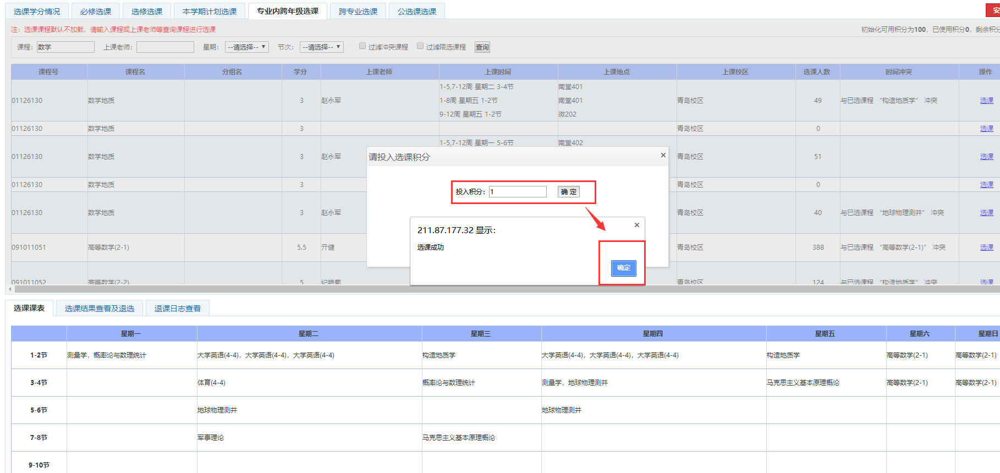 选课学分情况 必修选课 选修选课 本学期计划选课 专业内跨年级选课 跨专业选课 公选课选课
注：选课课程默认不加载，请输入课程或上课老师等查询课程进行选课 初始化可用积分为100，已使用积分0，剩余积分
课程: 数学 上课老师: 星期: --请选择-- 节次: --请选择-- 过滤冲突课程 过滤限选课程 查询
课程号 课程名 分组名 学分 上课老师 上课时间 上课地点 上课校区 选课人数 时间冲突 操作
1-5,7-12周 星期二 3-4节 南堂401
01126130 数学地质 3 赵永军 1-8周 星期五 1-2节 南堂401 青岛校区 49 与已选课程 “构造地质学” 冲突 选课
9-12周 星期五 1-2节 微202
01126130 数学地质 3 青岛校区 0 选课
1-5,7-12周 星期一 5-6节 南堂402
01126130 数学地质 3 赵永军 青岛校区 51 选课
01126130 数学地质 3 青岛校区 0 选课
01126130 数学地质 3 赵永军 青岛校区 40 与已选课程 “地球物理测井” 冲突 选课
091011051 高等数学(2-1) 5.5 亓健 青岛校区 388 与已选课程 “高等数学(2-1)” 冲突 选课
091011052 高等数学(2-2) 5 纪艳菊 青岛校区 124 与已选课程 “构造地质学” 冲突 选课
请投入选课积分
投入积分: 1 确 定
211.87.177.32 显示:
选课成功
确定
选课课表 选课结果查看及退选 退课日志查看
星期一 星期二 星期三 星期四 星期五 星期六 星期日
1-2节 测量学，概率论与数理统计 大学英语(4-4)，大学英语(4-4)，大学英语(4-4) 构造地质学 大学英语(4-4)，大学英语(4-4)，大学英语(4-4) 构造地质学 高等数学(2-1) 高等数学(2-1)
3-4节 体育(4-4) 概率论与数理统计 测量学，地球物理测井 马克思主义基本原理概论 高等数学(2-1) 高等数学(2-1)
5-6节 地球物理测井 地球物理测井
7-8节 军事理论 马克思主义基本原理概论
9-10节